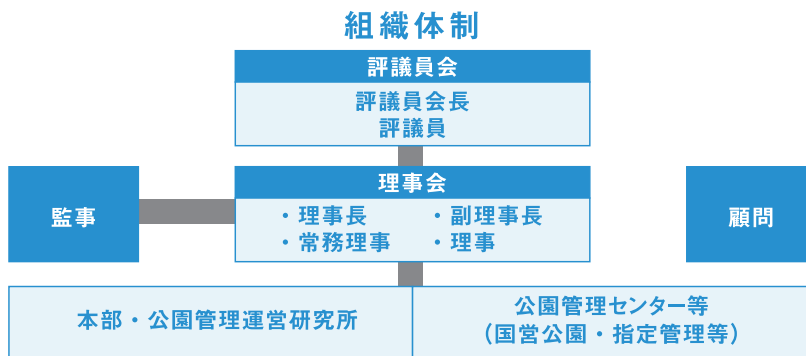 組織体制
評議員会
評議員会長
評議員
監事
理事会
・理事長 ・副理事長
・常務理事 ・理事
顧問
本部・公園管理運営研究所
公園管理センター等
（国営公園・指定管理等）